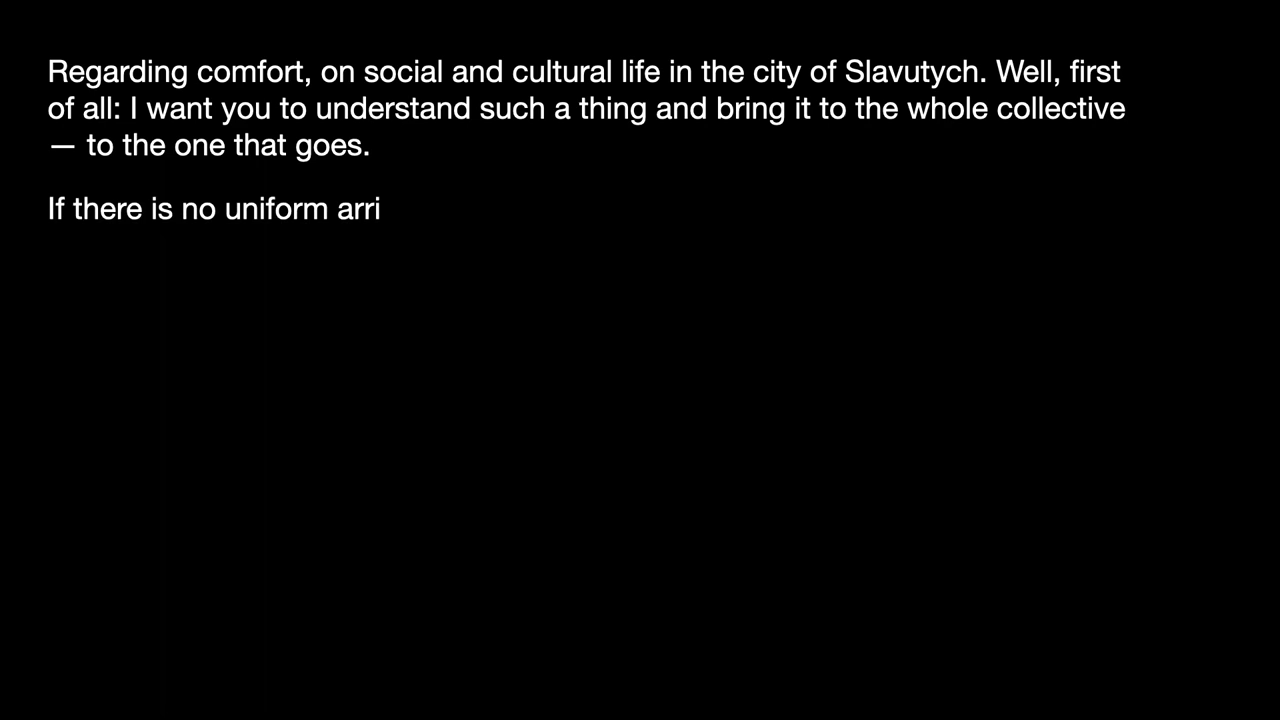 Regarding comfort, on social and cultural life in the city of Slavutych. Well, first
of all: I want you to understand such a thing and bring it to the whole collective
— to the one that goes.
If there is no uniform arri